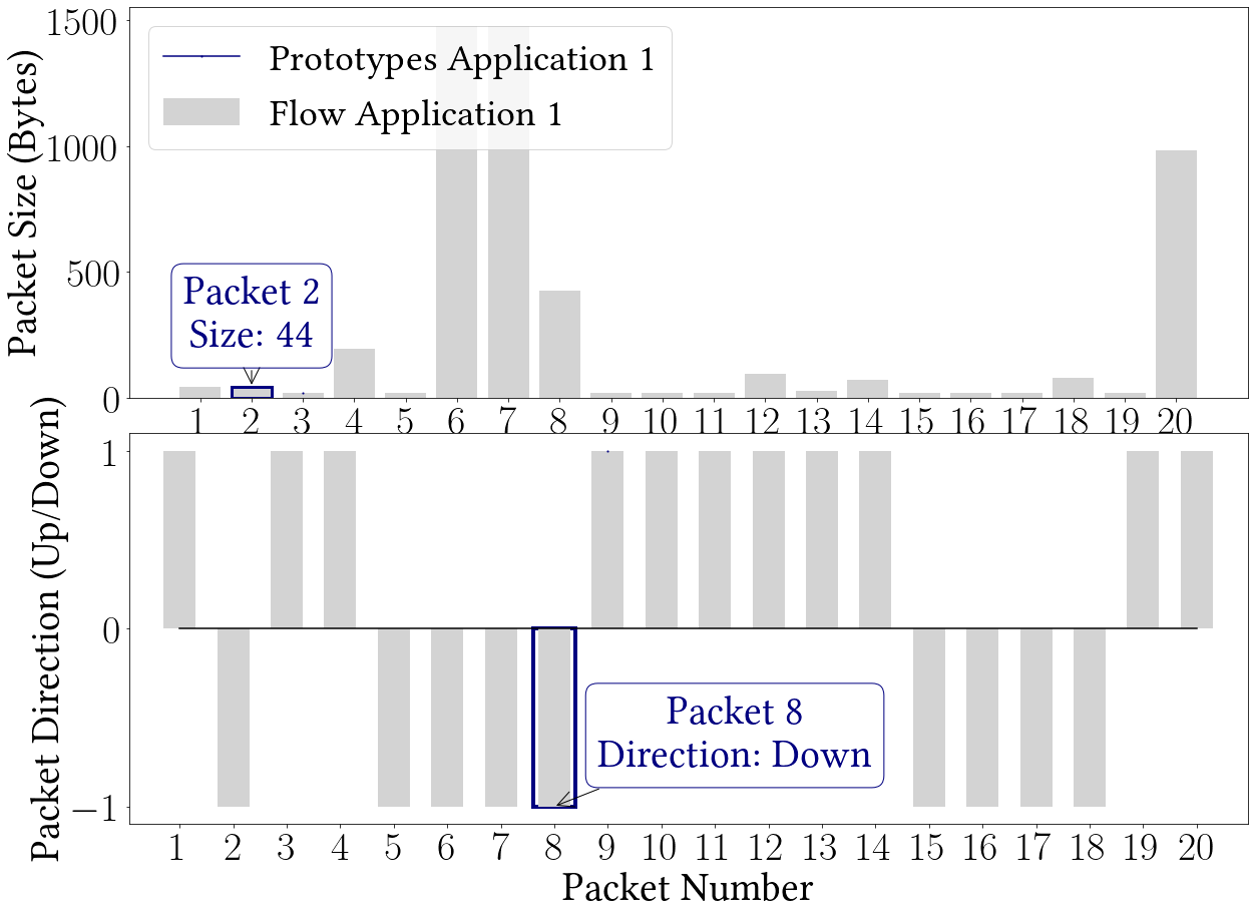 Packet Size (Bytes)
1500
1000
500
0
Prototypes Application 1
Flow Application 1
Packet 2
Size: 44
1 2 3 4 5 6 7 8 9 10 11 12 13 14 15 16 17 18 19 20
Packet Direction (Up/Down)
1
0
−1
Packet 8
Direction: Down
1 2 3 4 5 6 7 8 9 10 11 12 13 14 15 16 17 18 19 20
Packet Number